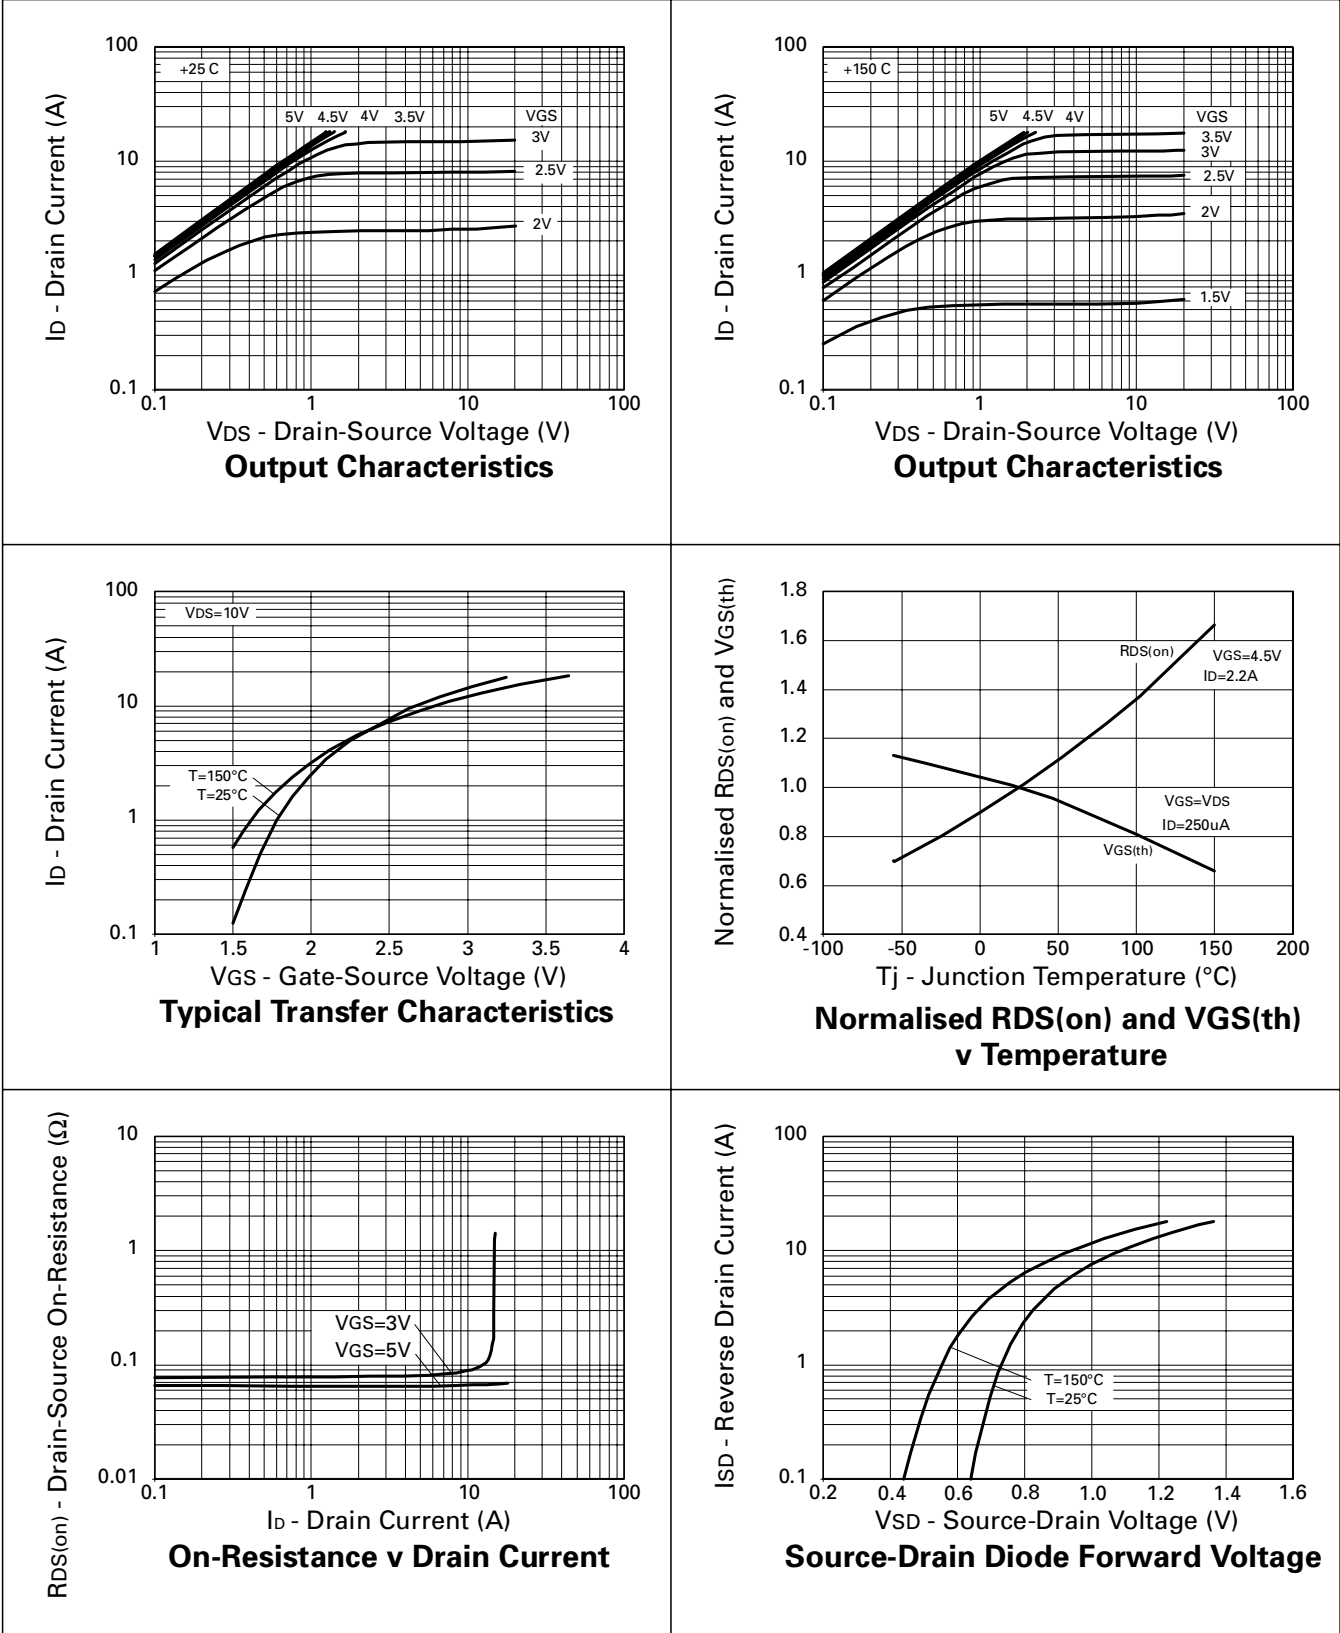 100
10
1
0.1
ID - Drain Current (A)
+25 C
5V 4.5V 4V 3.5V VGS
3V
2.5V
2V
0.1 1 10 100
VDS - Drain-Source Voltage (V)
Output Characteristics
100
10
1
0.1
ID - Drain Current (A)
+150 C
5V 4.5V 4V VGS
3.5V
3V
2.5V
2V
1.5V
0.1 1 10 100
VDS - Drain-Source Voltage (V)
Output Characteristics
100
10
1
0.1
ID - Drain Current (A)
VDS=10V
T=150°C
T=25°C
1 1.5 2 2.5 3 3.5 4
VGS - Gate-Source Voltage (V)
Typical Transfer Characteristics
1.8
1.6
1.4
1.2
1.0
0.8
0.6
0.4
Normalised RDS(on) and VGS(th)
RDS(on)
VGS=4.5V
ID=2.2A
VGS=VDS
ID=250uA
VGS(th)
-100 -50 0 50 100 150 200
Tj - Junction Temperature (°C)
Normalised RDS(on) and VGS(th)
v Temperature
10
1
0.1
0.01
RDS(on) - Drain-Source On-Resistance (Ω)
VGS=3V
VGS=5V
0.1 1 10 100
ID - Drain Current (A)
On-Resistance v Drain Current
100
10
1
0.1
ISD - Reverse Drain Current (A)
T=150°C
T=25°C
0.2 0.4 0.6 0.8 1.0 1.2 1.4 1.6
VSD - Source-Drain Voltage (V)
Source-Drain Diode Forward Voltage